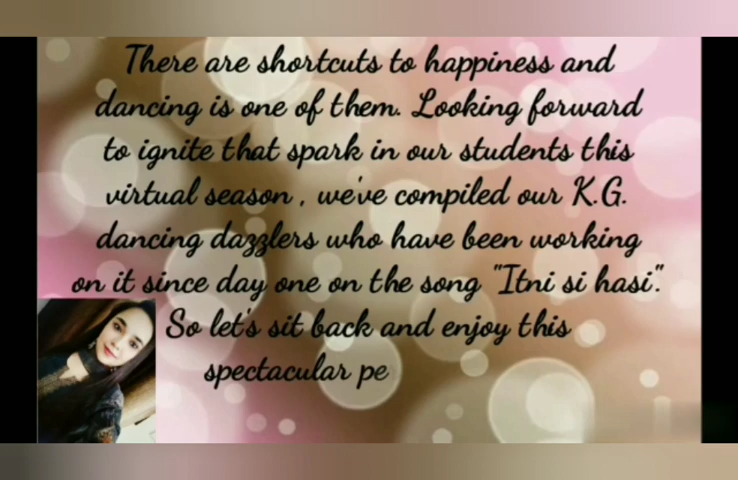 There are shortcuts to happiness and
dancing is one of them. Looking forward
to ignite that spark in our students this
virtual season , we've compiled our K.G.
dancing dazzlers who have been working
on it since day one on the song "Itni si hasi".
So let's sit back and enjoy this
spectacular pe